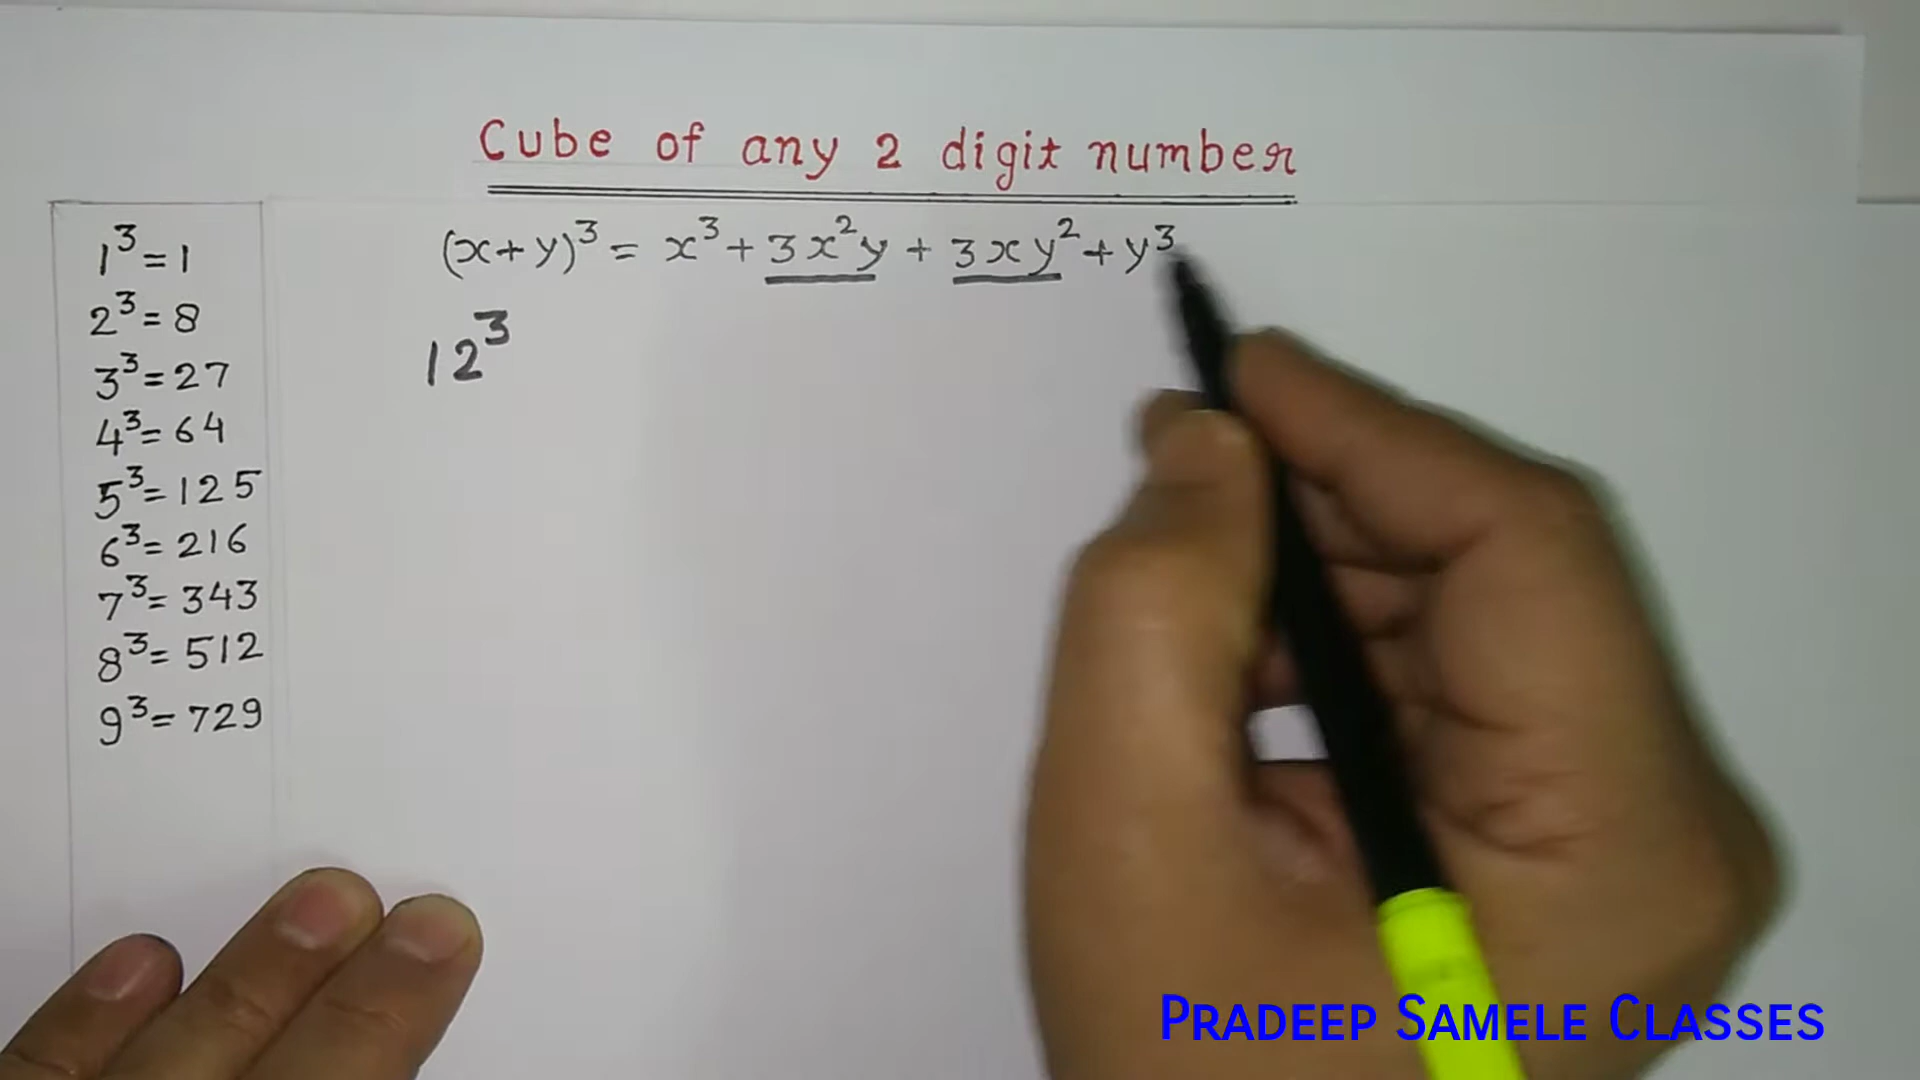 Cube of any 2 digit number
(x+y)³ = x³ + 3x²y + 3xy² + y³
12³
1³ = 1
2³ = 8
3³ = 27
4³ = 64
5³ = 125
6³ = 216
7³ = 343
8³ = 512
9³ = 729
PRADEEP SAMELE CLASSES